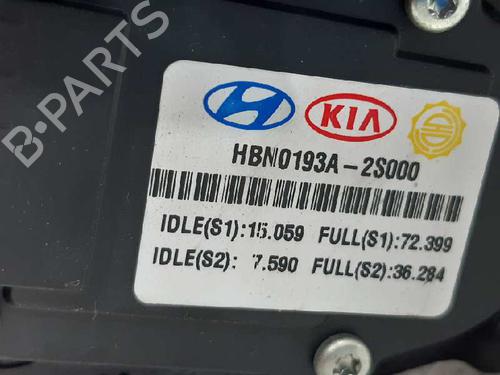 B-PARTS
KIA
HBN0193A-2S000
IDLE(S1):15.059 FULL(S1):72.399
IDLE(S2): 7.590 FULL(S2):36.284